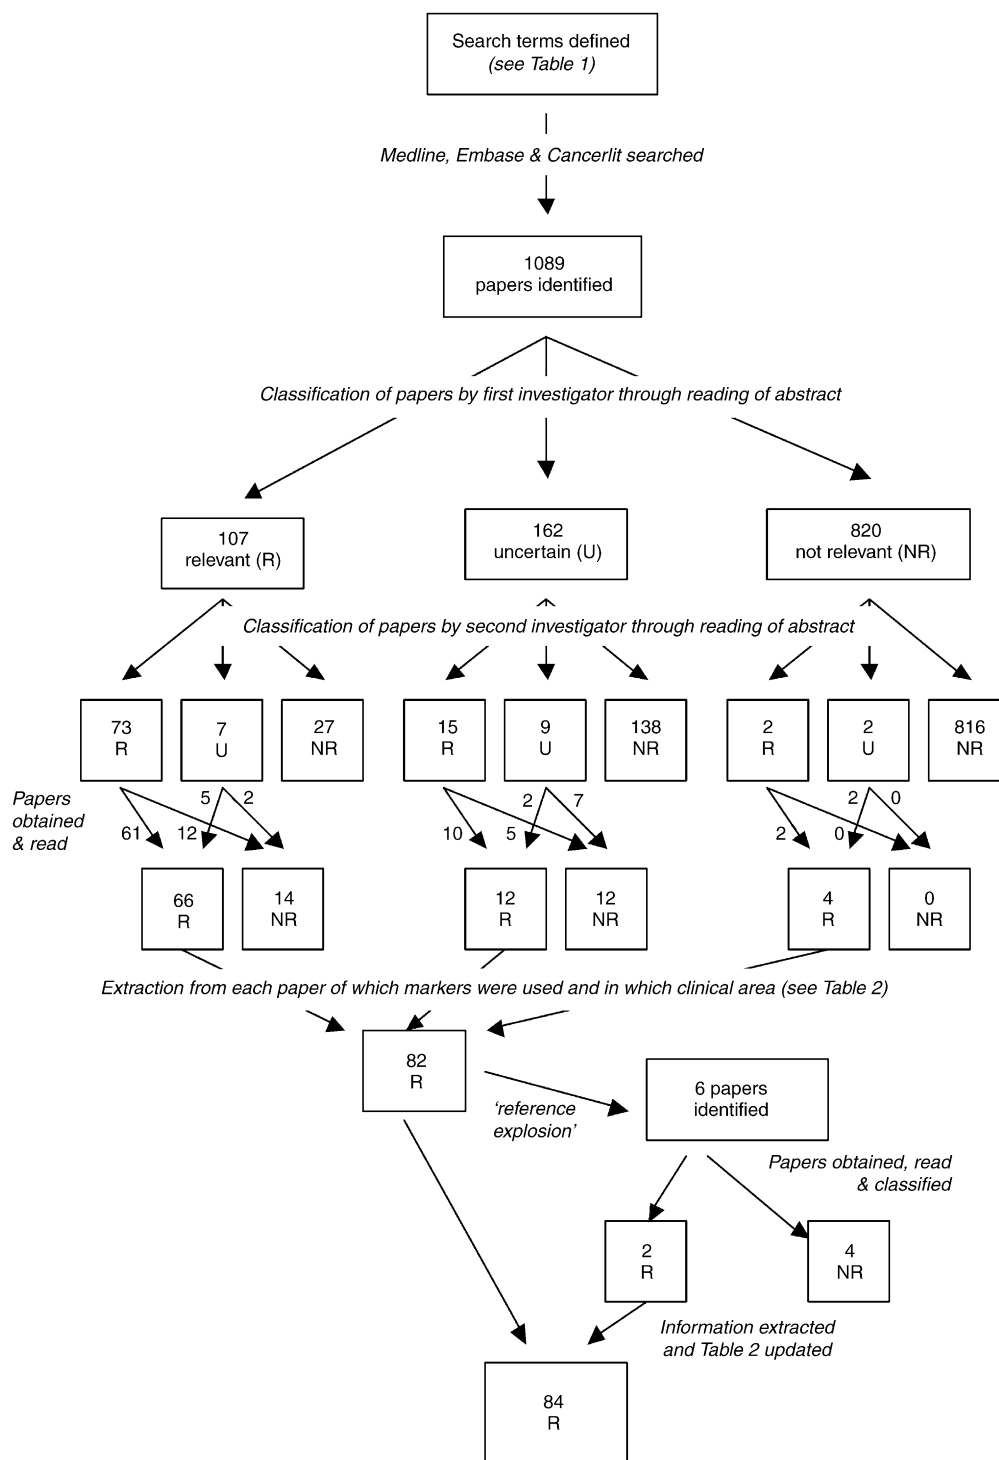 Search terms defined
(see Table 1)
Medline, Embase & Cancerlit searched
1089
papers identified
Classification of papers by first investigator through reading of abstract
107
relevant (R)
162
uncertain (U)
820
not relevant (NR)
Classification of papers by second investigator through reading of abstract
73
R
7
U
27
NR
15
R
9
U
138
NR
2
R
2
U
816
NR
Papers
obtained
& read
61
5
12
2
10
2
5
7
2
2
0
0
66
R
14
NR
12
R
12
NR
4
R
0
NR
Extraction from each paper of which markers were used and in which clinical area (see Table 2)
82
R
‘reference
explosion’
6 papers
identified
Papers obtained, read
& classified
2
R
4
NR
Information extracted
and Table 2 updated
84
R